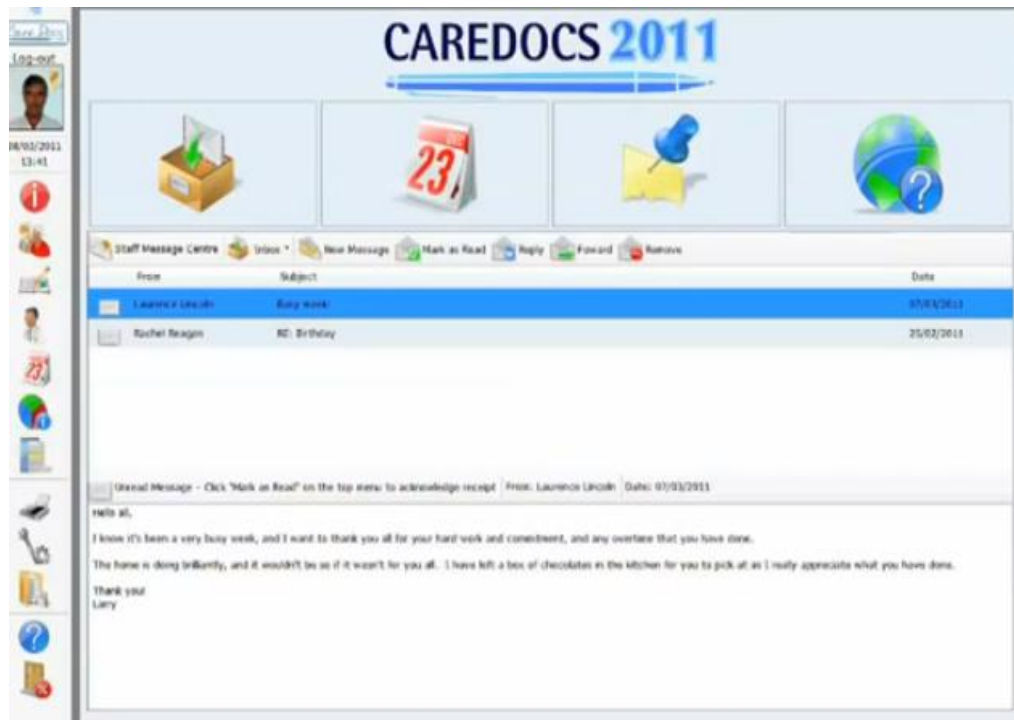 CAREDOCS 2011
Care Docs
Log-out
08/03/2011
13:41
23
23
Staff Message Centre Inbox New Message Mark as Read Reply Foward Remove
From Subject Date
Laurence Lincoln Busy week 07/03/2011
Rachel Reagan RE: Birthday 25/02/2011
Unread Message - Click "Mark as Read" on the top menu to acknowledge receipt From: Laurence Lincoln Date: 07/03/2011
Hello all,
I know it's been a very busy week, and I want to thank you all for your hard work and commitment, and any overtime that you have done.
The home is doing brilliantly, and it wouldn't be so if it wasn't for you all. I have left a box of chocolates in the kitchen for you to pick at as I really appreciate what you have done.
Thank you!
Larry